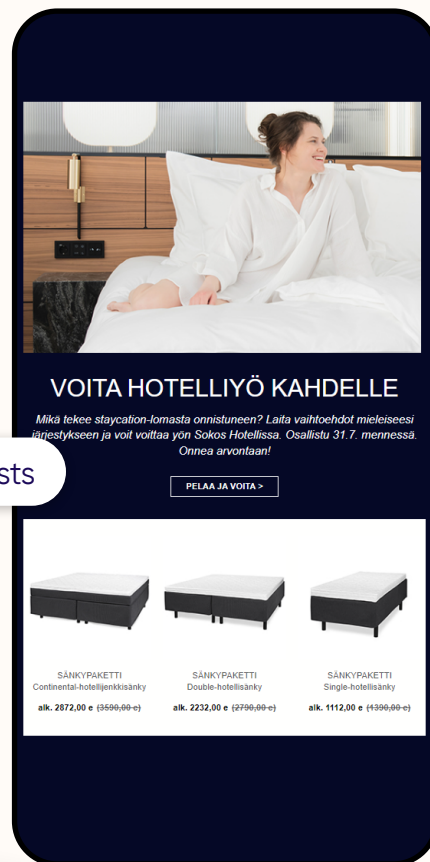 VOITA HOTELLIYÖ KAHDELLE
Mikä tekee staycation-lomasta onnistuneen? Laita vaihtoehdot mieleiseesi
järjestykseen ja voit voittaa yön Sokos Hotellissa. Osallistu 31.7. mennessä.
Onnea arvontaan!
sts
PELAA JA VOITA >
SÄNKYPAKETTI
Continental-hotellijenkkisänky
alk. 2872,00 e (3590,00 e)
SÄNKYPAKETTI
Double-hotellisänky
alk. 2232,00 e (2790,00 e)
SÄNKYPAKETTI
Single-hotellisänky
alk. 1112,00 e (1390,00 e)